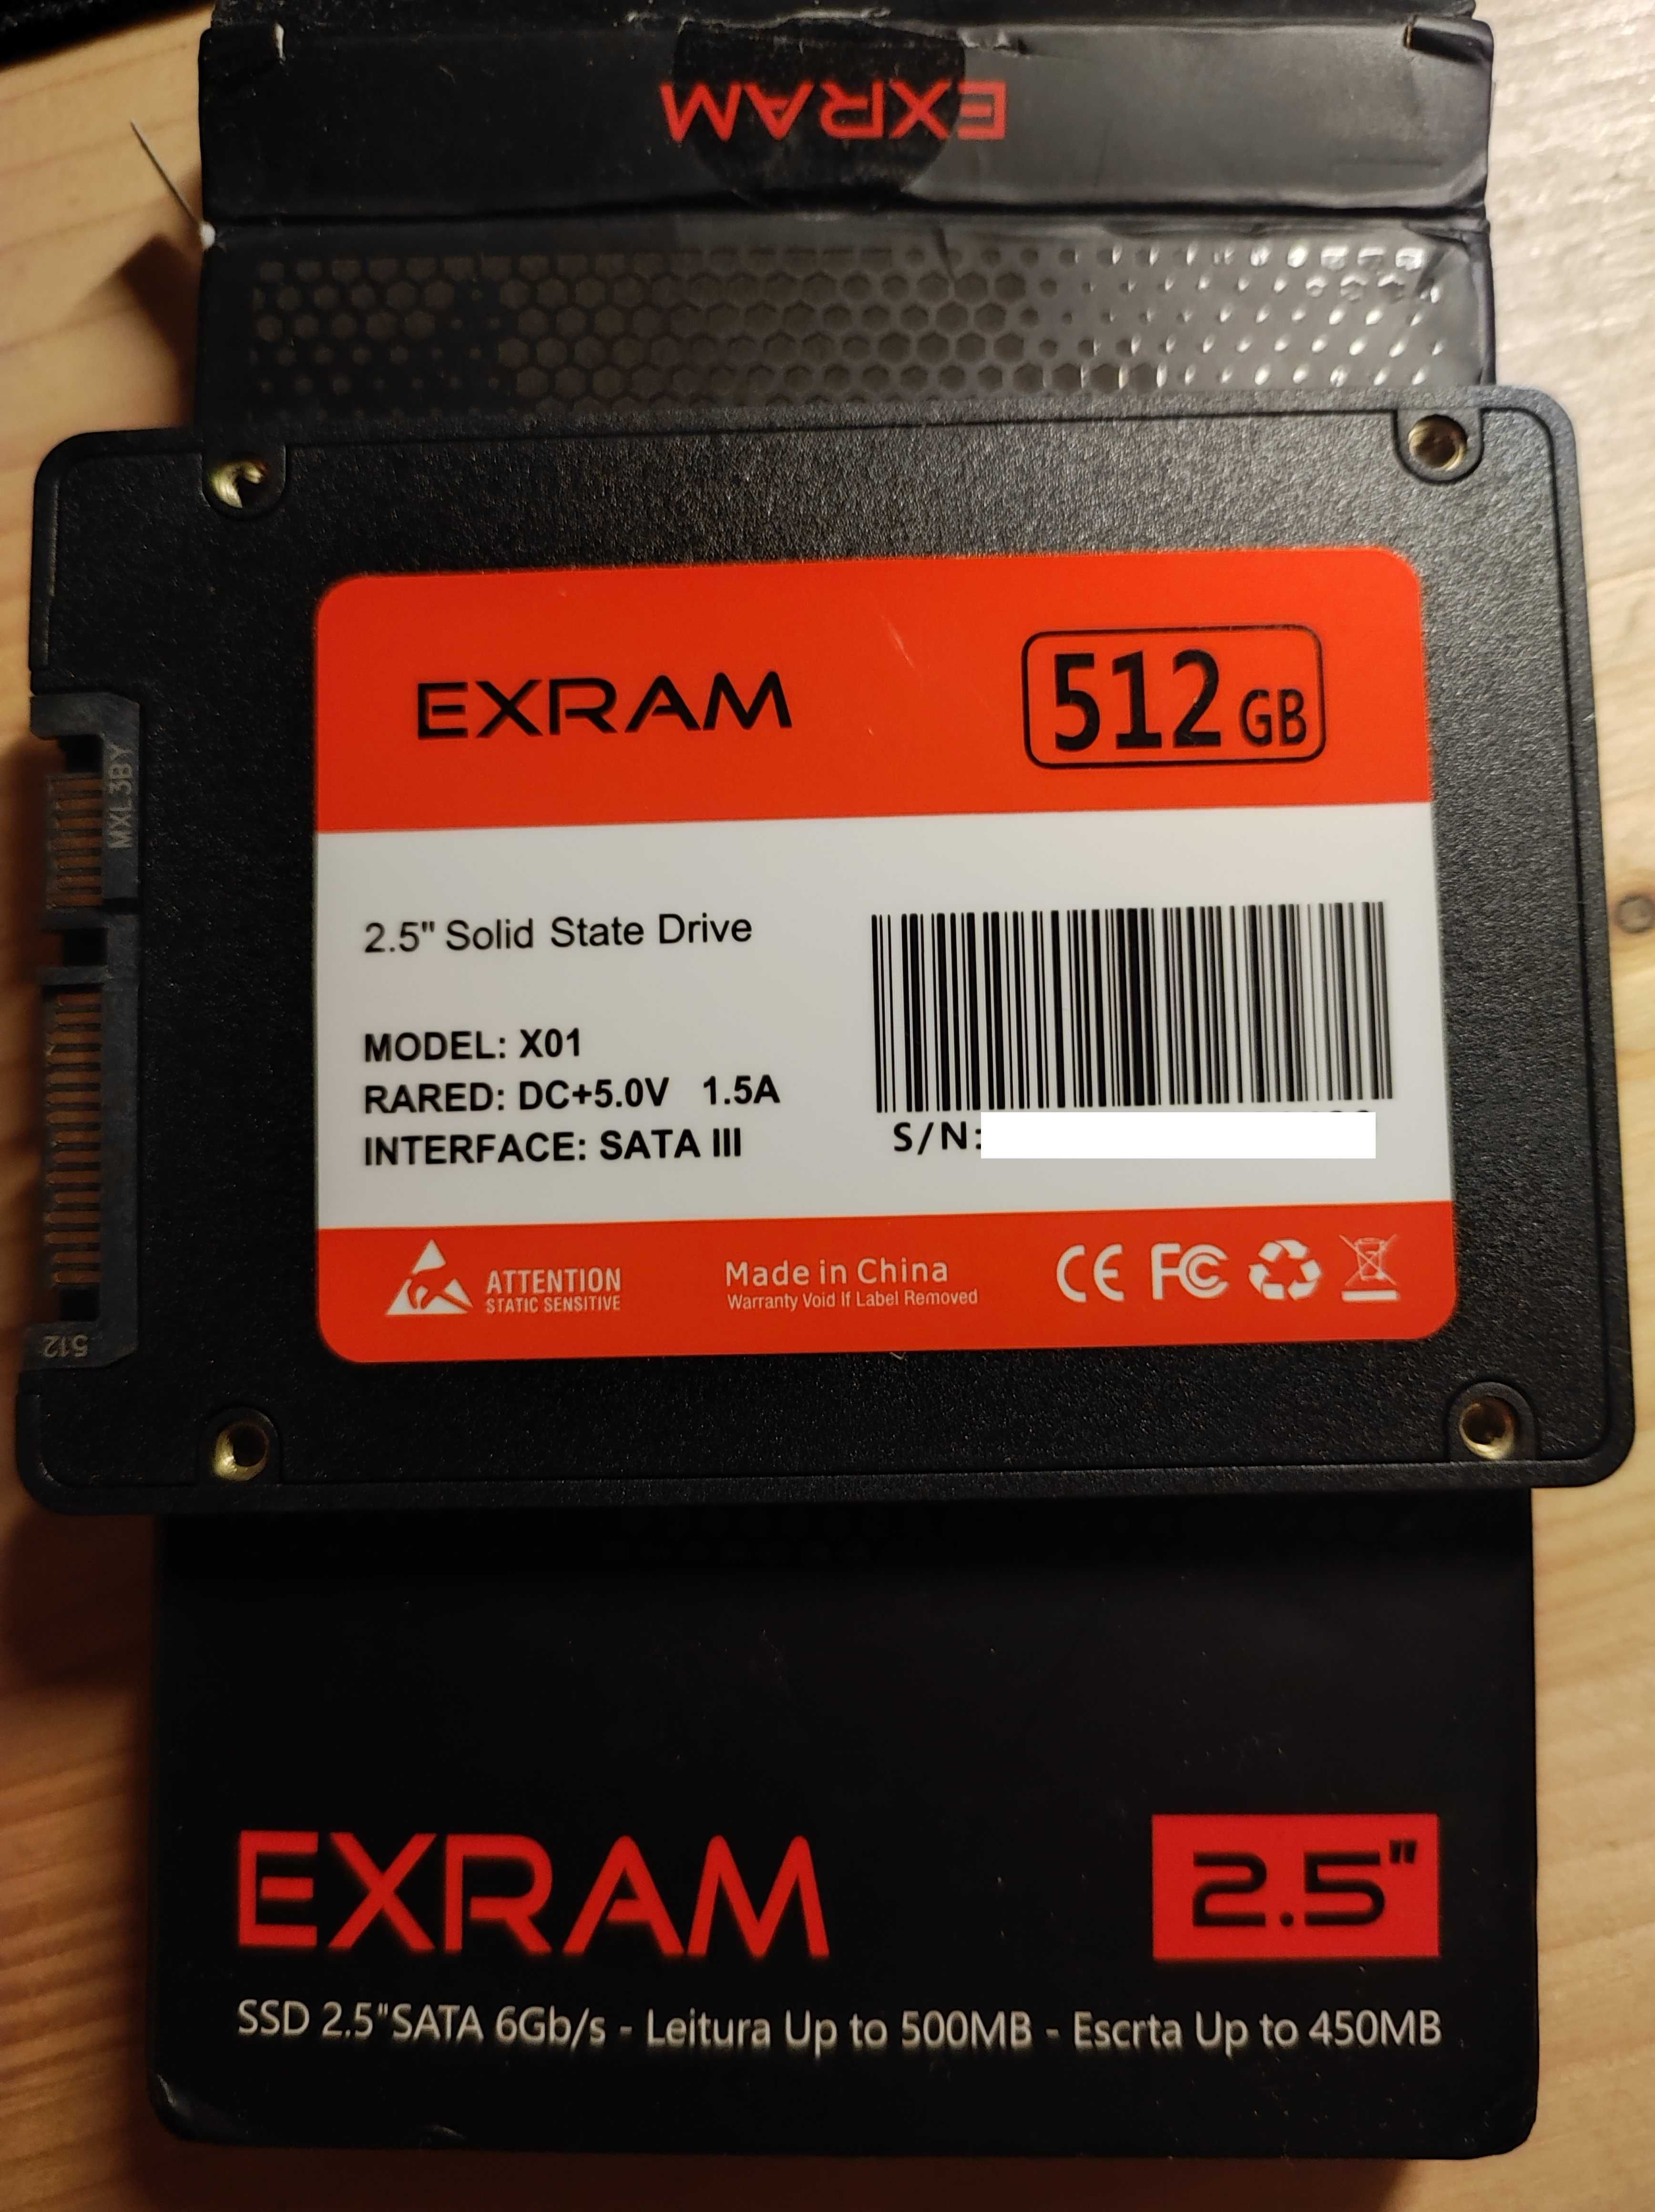 EXRAM
EXRAM
512 GB
MXL3BY
2.5" Solid State Drive
MODEL: X01
RARED: DC+5.0V 1.5A
INTERFACE: SATA III
S/N:
512
ATTENTION
STATIC SENSITIVE
Made in China
Warranty Void If Label Removed
CE FC
EXRAM
2.5"
SSD 2.5"SATA 6Gb/s - Leitura Up to 500MB - Escrta Up to 450MB